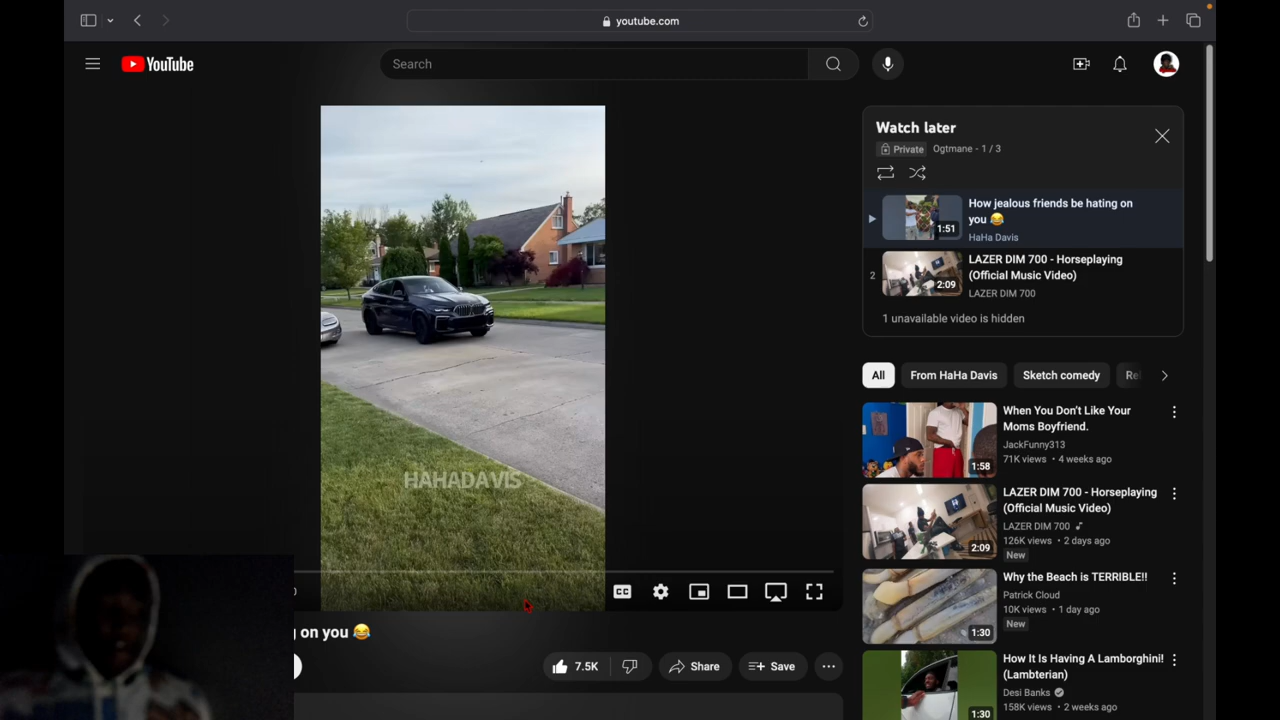 youtube.com
YouTube
Search
HAHADAVIS
on you 😂
7.5K
Share
Save
Watch later
Private Ogtmane - 1 / 3
How jealous friends be hating on
you 😂
HaHa Davis
1:51
2
LAZER DIM 700 - Horseplaying
(Official Music Video)
LAZER DIM 700
2:09
1 unavailable video is hidden
All
From HaHa Davis
Sketch comedy
When You Don't Like Your
Moms Boyfriend.
JackFunny313
71K views • 4 weeks ago
1:58
LAZER DIM 700 - Horseplaying
(Official Music Video)
LAZER DIM 700
126K views • 2 days ago
New
2:09
Why the Beach is TERRIBLE!!
Patrick Cloud
10K views • 1 day ago
New
1:30
How It Is Having A Lamborghini!
(Lambterian)
Desi Banks
158K views • 2 weeks ago
1:30